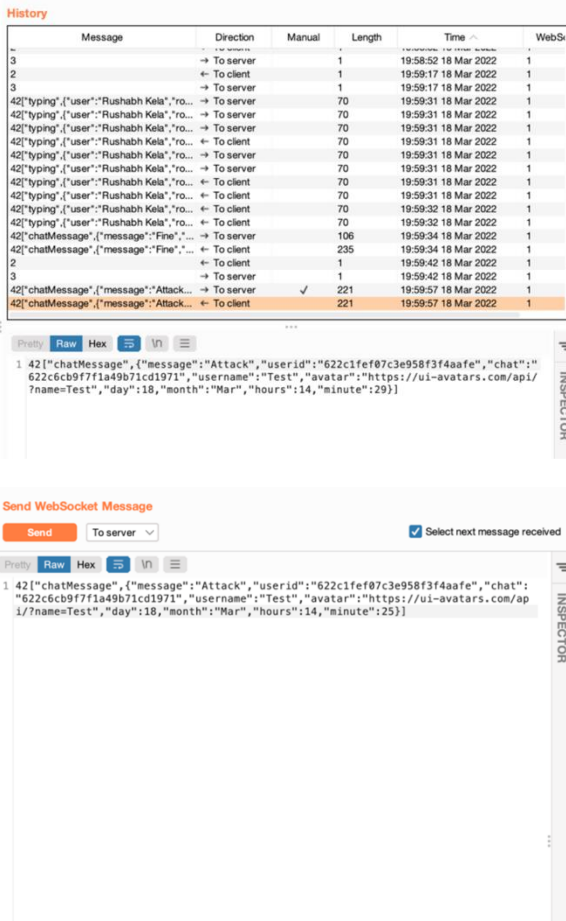 History
Message Direction Manual Length Time WebSo
3 → To server 1 19:58:52 18 Mar 2022 1
2 ← To client 1 19:59:17 18 Mar 2022 1
3 → To server 1 19:59:17 18 Mar 2022 1
42["typing",{"user":"Rushabh Kela","ro... → To server 70 19:59:31 18 Mar 2022 1
42["typing",{"user":"Rushabh Kela","ro... → To server 70 19:59:31 18 Mar 2022 1
42["typing",{"user":"Rushabh Kela","ro... → To server 70 19:59:31 18 Mar 2022 1
42["typing",{"user":"Rushabh Kela","ro... → To server 70 19:59:31 18 Mar 2022 1
42["typing",{"user":"Rushabh Kela","ro... → To server 70 19:59:31 18 Mar 2022 1
42["typing",{"user":"Rushabh Kela","ro... ← To client 70 19:59:31 18 Mar 2022 1
42["typing",{"user":"Rushabh Kela","ro... ← To client 70 19:59:31 18 Mar 2022 1
42["typing",{"user":"Rushabh Kela","ro... ← To client 70 19:59:31 18 Mar 2022 1
42["typing",{"user":"Rushabh Kela","ro... ← To client 70 19:59:32 18 Mar 2022 1
42["typing",{"user":"Rushabh Kela","ro... ← To client 70 19:59:32 18 Mar 2022 1
42["chatMessage",{"message":"Fine","... → To server 106 19:59:34 18 Mar 2022 1
42["chatMessage",{"message":"Fine","... ← To client 235 19:59:34 18 Mar 2022 1
2 ← To client 1 19:59:42 18 Mar 2022 1
3 → To server 1 19:59:42 18 Mar 2022 1
42["chatMessage",{"message":"Attack... → To server ✓ 221 19:59:57 18 Mar 2022 1
42["chatMessage",{"message":"Attack... ← To client 221 19:59:57 18 Mar 2022 1
Pretty Raw Hex \n
1 42["chatMessage",{"message":"Attack","userid":"622c1fef07c3e958f3f4aafe","chat":"
622c6cb9f7f1a49b71cd1971","username":"Test","avatar":"https://ui-avatars.com/api/
?name=Test","day":18,"month":"Mar","hours":14,"minute":29}]
INSPECTOR
Send WebSocket Message
Send To server Select next message received
Pretty Raw Hex \n
1 42["chatMessage",{"message":"Attack","userid":"622c1fef07c3e958f3f4aafe","chat":
"622c6cb9f7f1a49b71cd1971","username":"Test","avatar":"https://ui-avatars.com/ap
i/?name=Test","day":18,"month":"Mar","hours":14,"minute":25}]
INSPECTOR